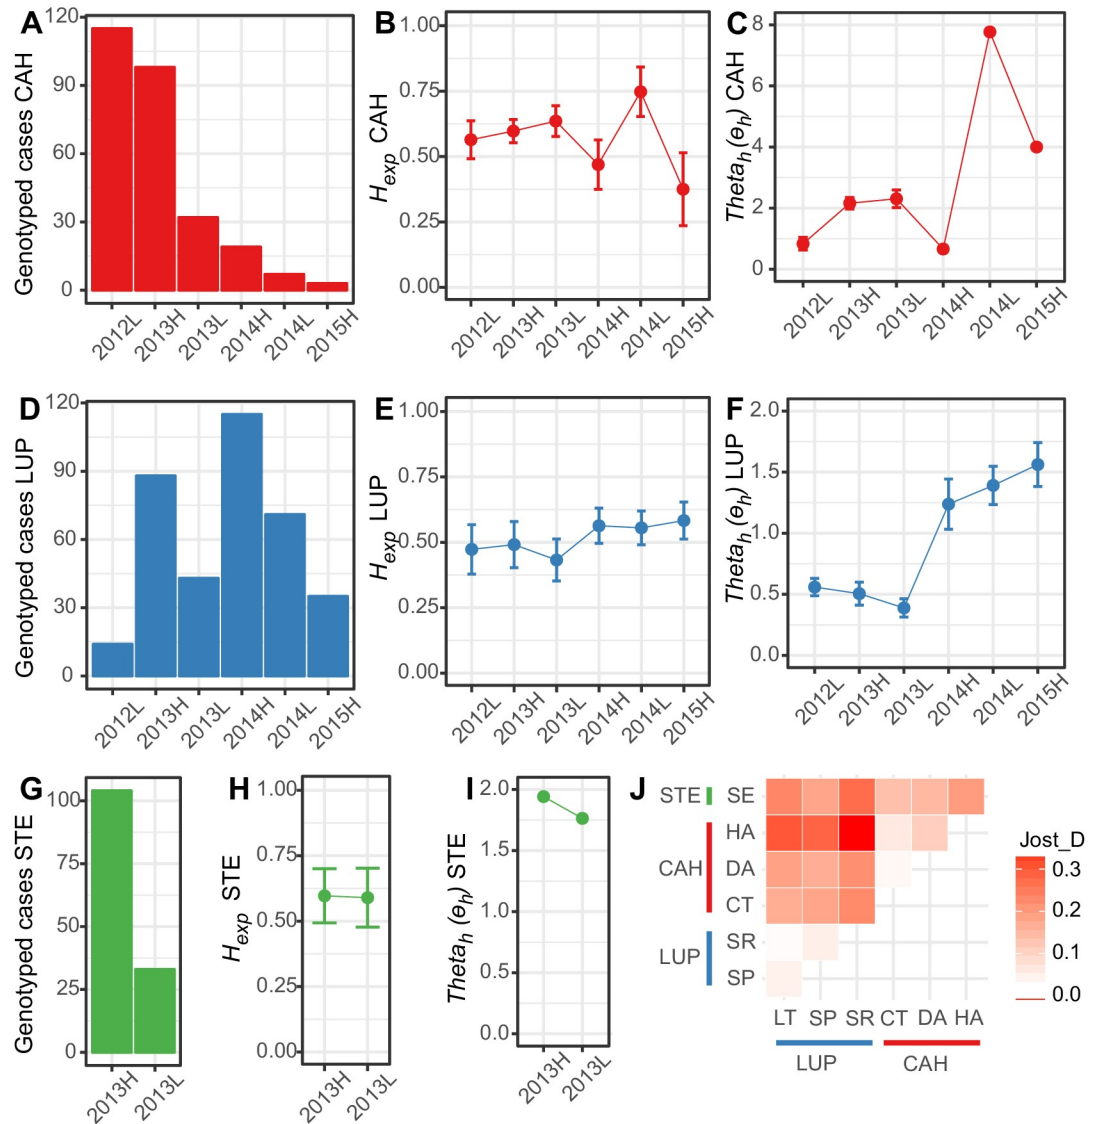 A
Genotyped cases CAH
120
90
60
30
0
2012L
2013H
2013L
2014H
2014L
2015H
B
Hexp CAH
1.00
0.75
0.50
0.25
0.00
2012L
2013H
2013L
2014H
2014L
2015H
C
Thetah (ɵh) CAH
8
6
4
2
0
2012L
2013H
2013L
2014H
2014L
2015H
D
Genotyped cases LUP
120
90
60
30
0
2012L
2013H
2013L
2014H
2014L
2015H
E
Hexp LUP
1.00
0.75
0.50
0.25
0.00
2012L
2013H
2013L
2014H
2014L
2015H
F
Thetah (ɵh) LUP
2.0
1.5
1.0
0.5
0.0
2012L
2013H
2013L
2014H
2014L
2015H
G
Genotyped cases STE
100
75
50
25
0
2013H
2013L
H
Hexp STE
1.00
0.75
0.50
0.25
0.00
2013H
2013L
I
Thetah (ɵh) STE
2.0
1.5
1.0
0.5
0.0
2013H
2013L
J
STE
CAH
LUP
SE
HA
DA
CT
SR
SP
LT SP SR CT DA HA
LUP CAH
Jost_D
0.3
0.2
0.1
0.0